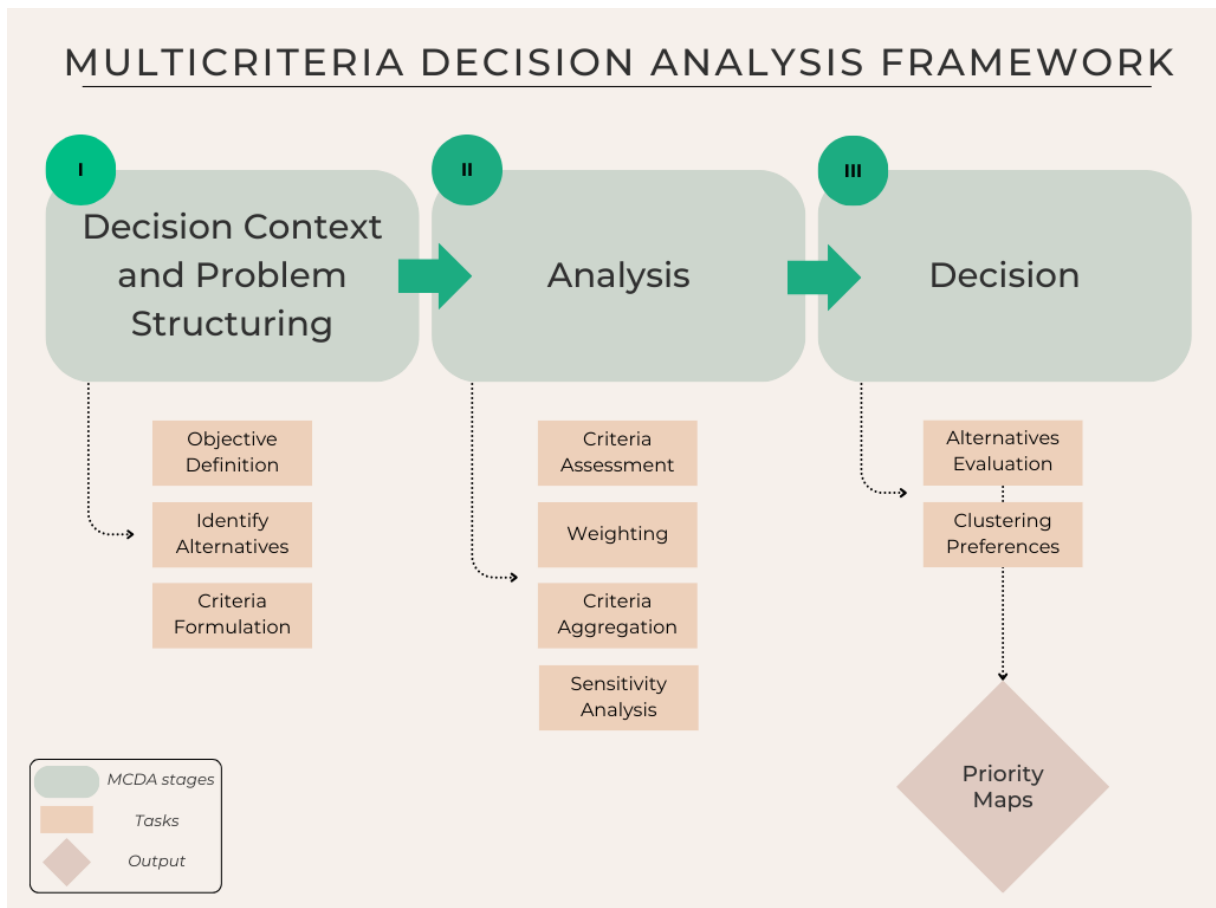 MULTICRITERIA DECISION ANALYSIS FRAMEWORK
I
Decision Context
and Problem
Structuring
II
Analysis
III
Decision
Objective
Definition
Identify
Alternatives
Criteria
Formulation
Criteria
Assessment
Weighting
Criteria
Aggregation
Sensitivity
Analysis
Alternatives
Evaluation
Clustering
Preferences
Priority
Maps
MCDA stages
Tasks
Output